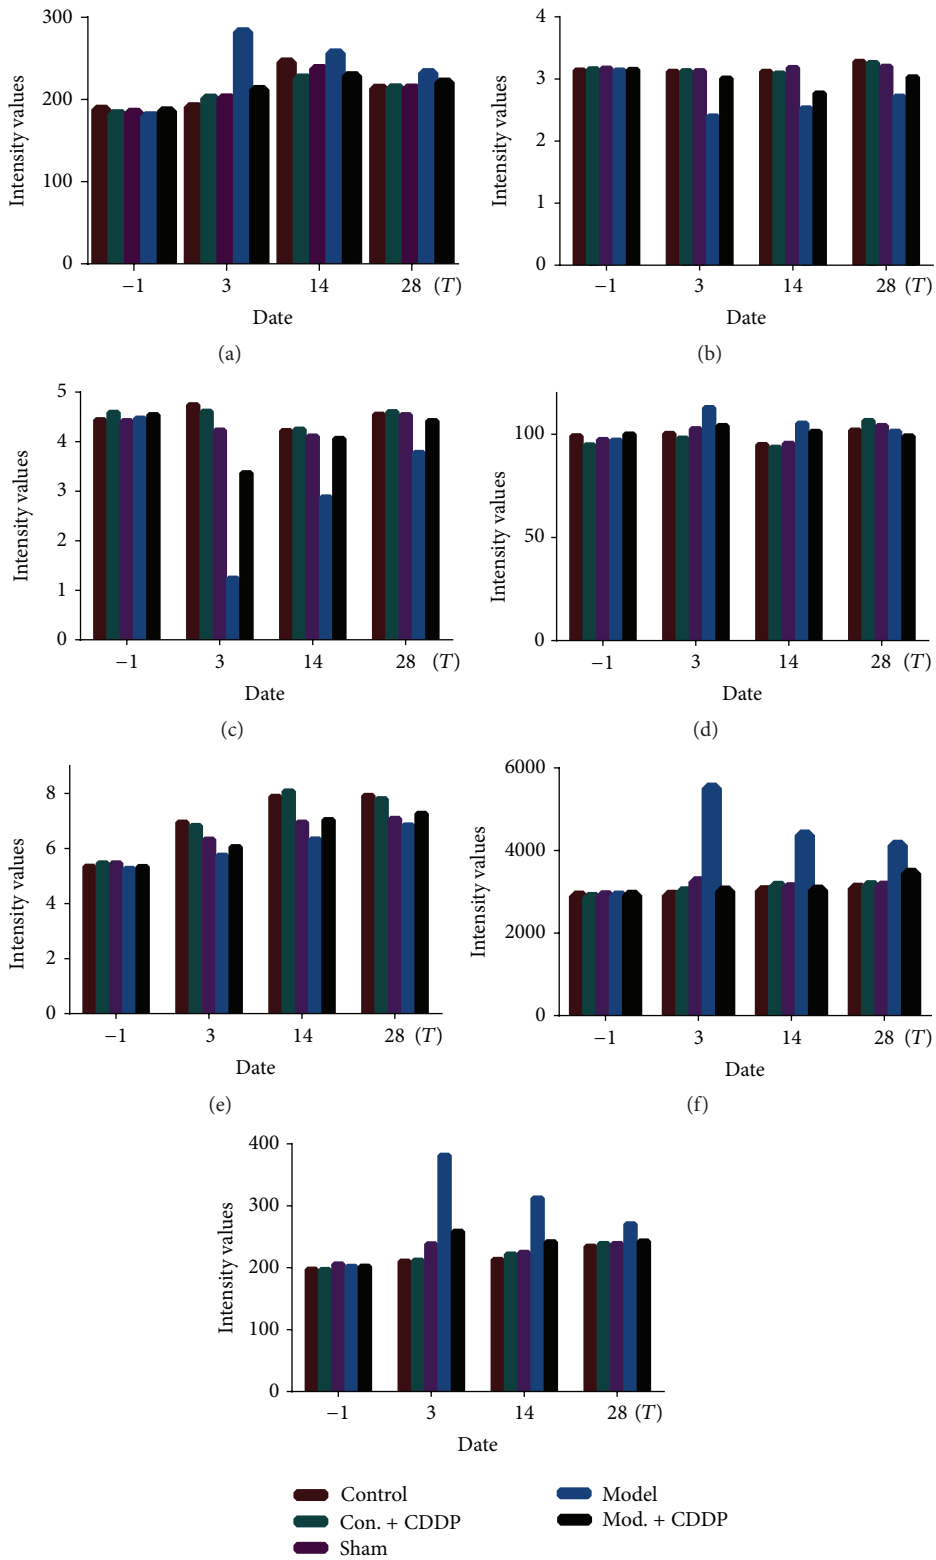 300
200
100
0
Intensity values
−1 3 14 28 (T)
Date
(a)
4
3
2
1
0
Intensity values
−1 3 14 28 (T)
Date
(b)
5
4
3
2
1
0
Intensity values
−1 3 14 28 (T)
Date
(c)
100
50
0
Intensity values
−1 3 14 28 (T)
Date
(d)
8
6
4
2
0
Intensity values
−1 3 14 28 (T)
Date
(e)
6000
4000
2000
0
Intensity values
−1 3 14 28 (T)
Date
(f)
400
300
200
100
0
Intensity values
−1 3 14 28 (T)
Date
Control
Con. + CDDP
Sham
Model
Mod. + CDDP